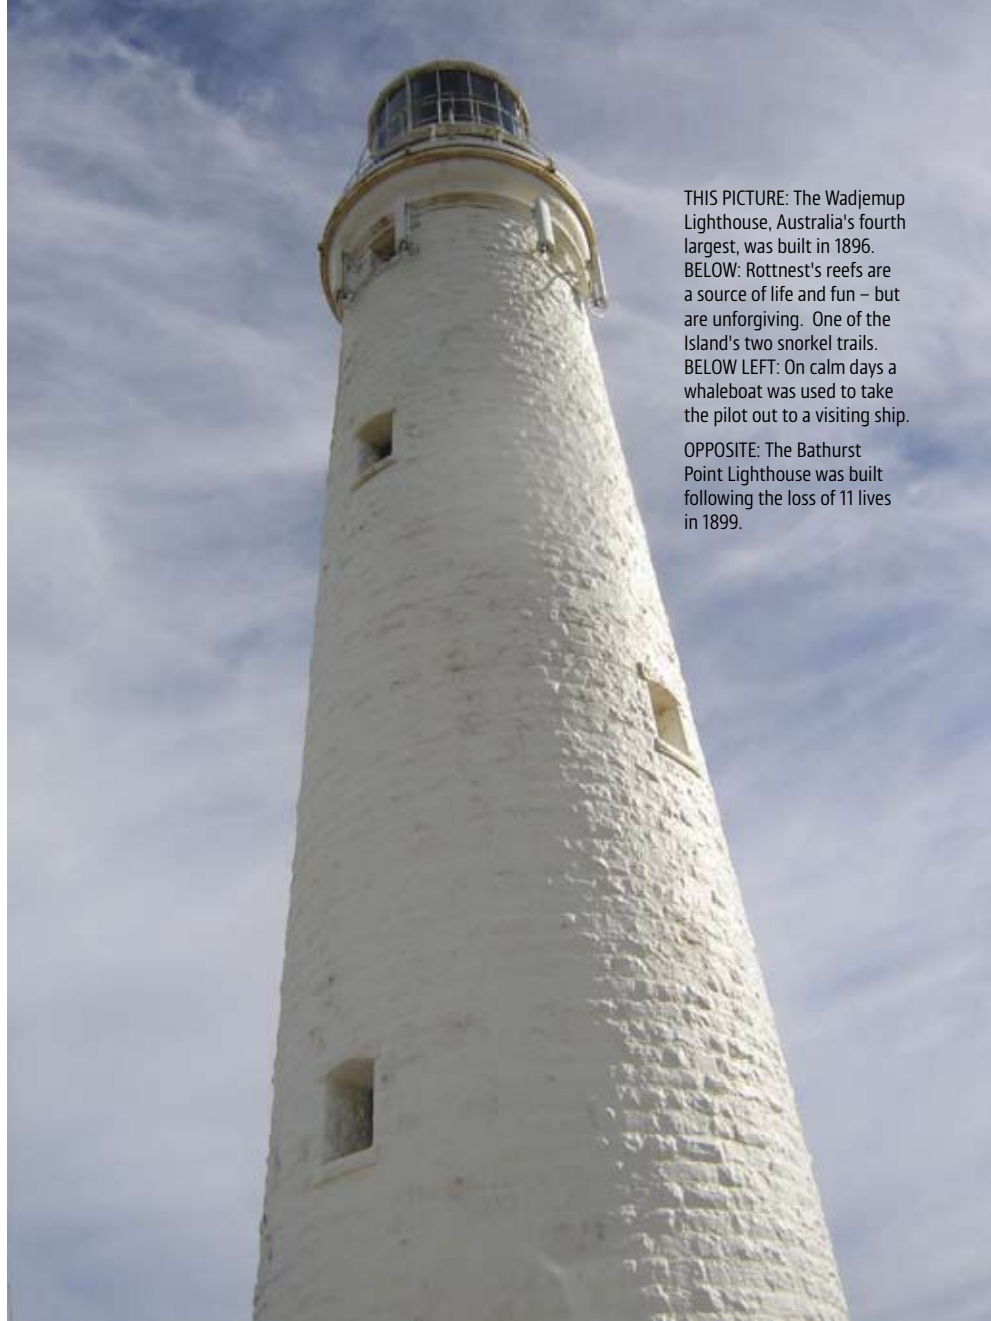 THIS PICTURE: The Wadjemup
Lighthouse, Australia's fourth
largest, was built in 1896.
BELOW: Rottnest's reefs are
a source of life and fun – but
are unforgiving.  One of the
Island's two snorkel trails.
BELOW LEFT: On calm days a
whaleboat was used to take
the pilot out to a visiting ship.
OPPOSITE: The Bathurst
Point Lighthouse was built
following the loss of 11 lives
in 1899.